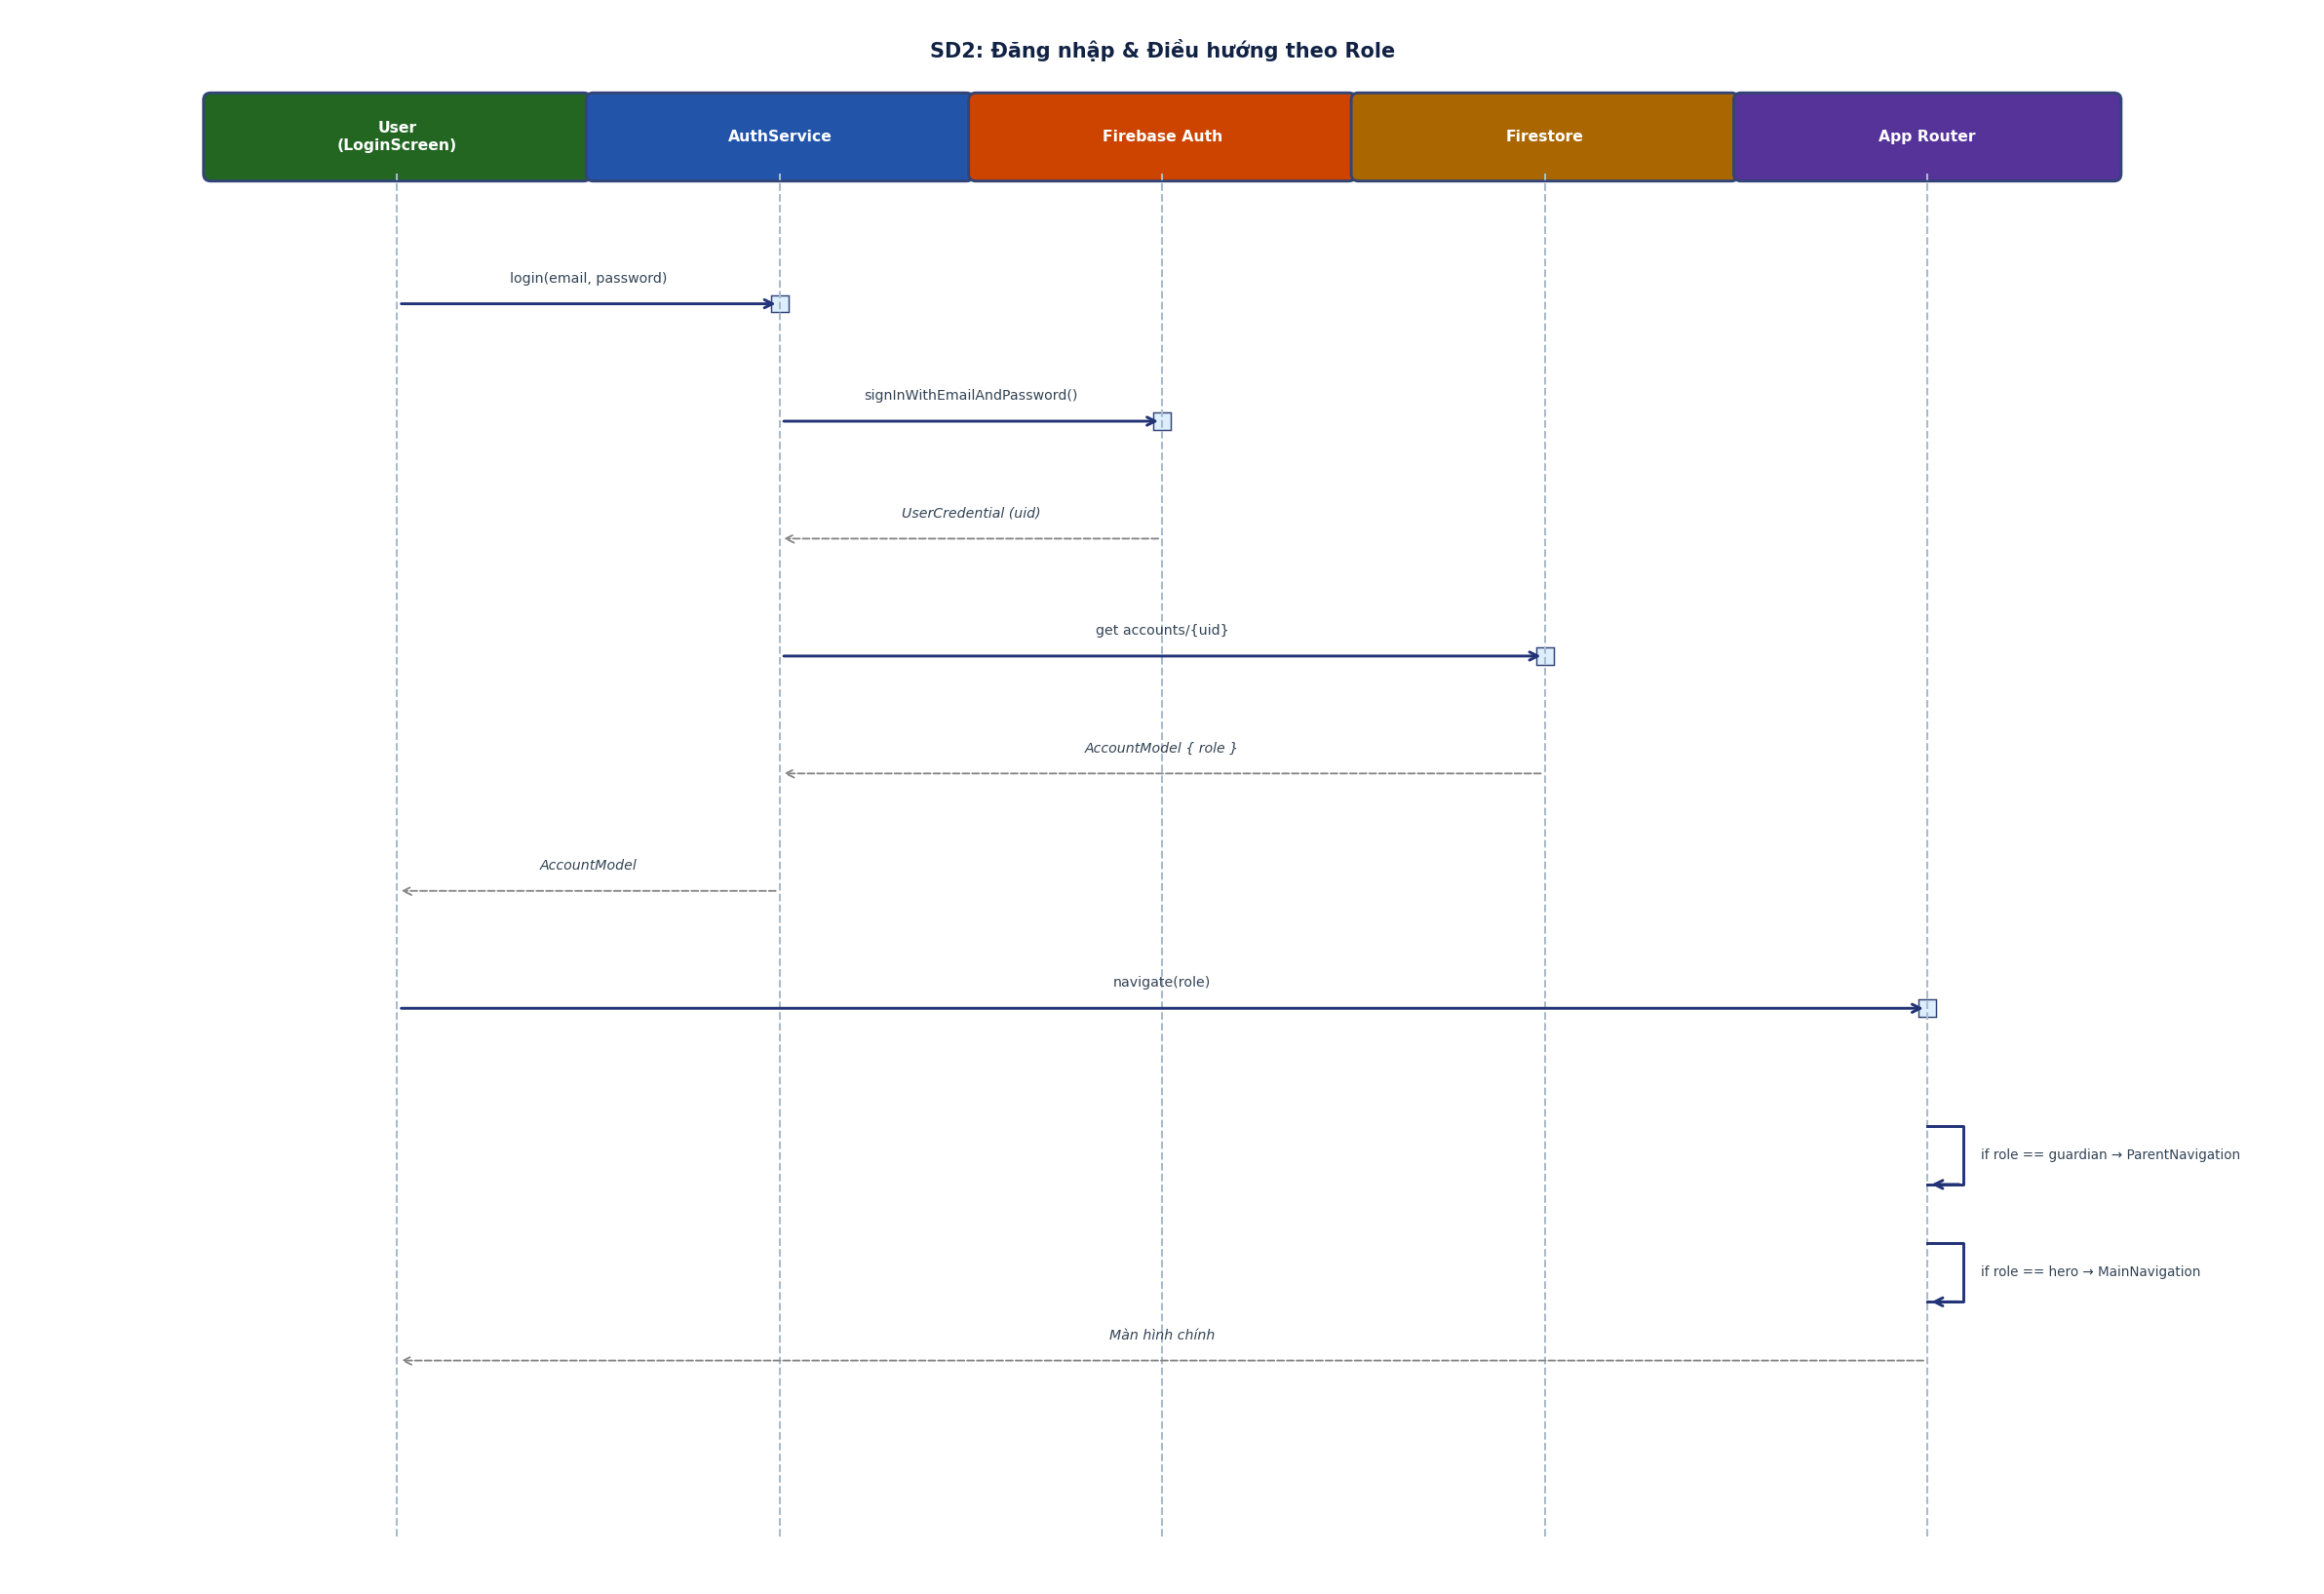 SD2: Đăng nhập & Điều hướng theo Role
User
(LoginScreen)
AuthService
Firebase Auth
Firestore
App Router
login(email, password)
signInWithEmailAndPassword()
UserCredential (uid)
get accounts/{uid}
AccountModel { role }
AccountModel
navigate(role)
if role == guardian → ParentNavigation
if role == hero → MainNavigation
Màn hình chính